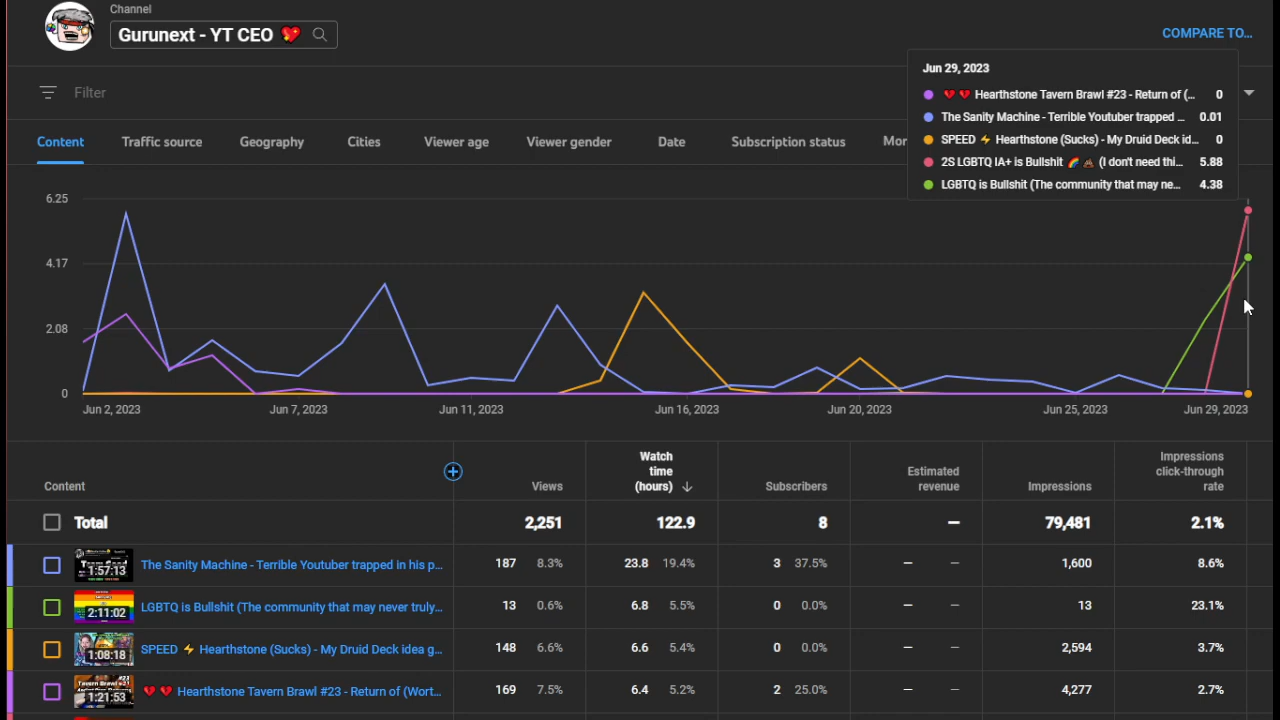 Channel
Gurunext - YT CEO 💖
COMPARE TO...
Filter
Jun 29, 2023
💔 💔 Hearthstone Tavern Brawl #23 - Return of (... 0
The Sanity Machine - Terrible Youtuber trapped ... 0.01
SPEED ⚡ Hearthstone (Sucks) - My Druid Deck id... 0
2S LGBTQ IA+ is Bullshit 🌈 💩 (I don't need thi... 5.88
LGBTQ is Bullshit (The community that may ne... 4.38
Content Traffic source Geography Cities Viewer age Viewer gender Date Subscription status Mor
6.25
4.17
2.08
0
Jun 2, 2023 Jun 7, 2023 Jun 11, 2023 Jun 16, 2023 Jun 20, 2023 Jun 25, 2023 Jun 29, 2023
Content Views Watch time (hours) Subscribers Estimated revenue Impressions Impressions click-through rate
Total 2,251 122.9 8 — 79,481 2.1%
1:57:13 The Sanity Machine - Terrible Youtuber trapped in his p... 187 8.3% 23.8 19.4% 3 37.5% — — 1,600 8.6%
2:11:02 LGBTQ is Bullshit (The community that may never truly... 13 0.6% 6.8 5.5% 0 0.0% — — 13 23.1%
1:08:18 SPEED ⚡ Hearthstone (Sucks) - My Druid Deck idea g... 148 6.6% 6.6 5.4% 0 0.0% — — 2,594 3.7%
1:21:53 💔 💔 Hearthstone Tavern Brawl #23 - Return of (Wort... 169 7.5% 6.4 5.2% 2 25.0% — — 4,277 2.7%